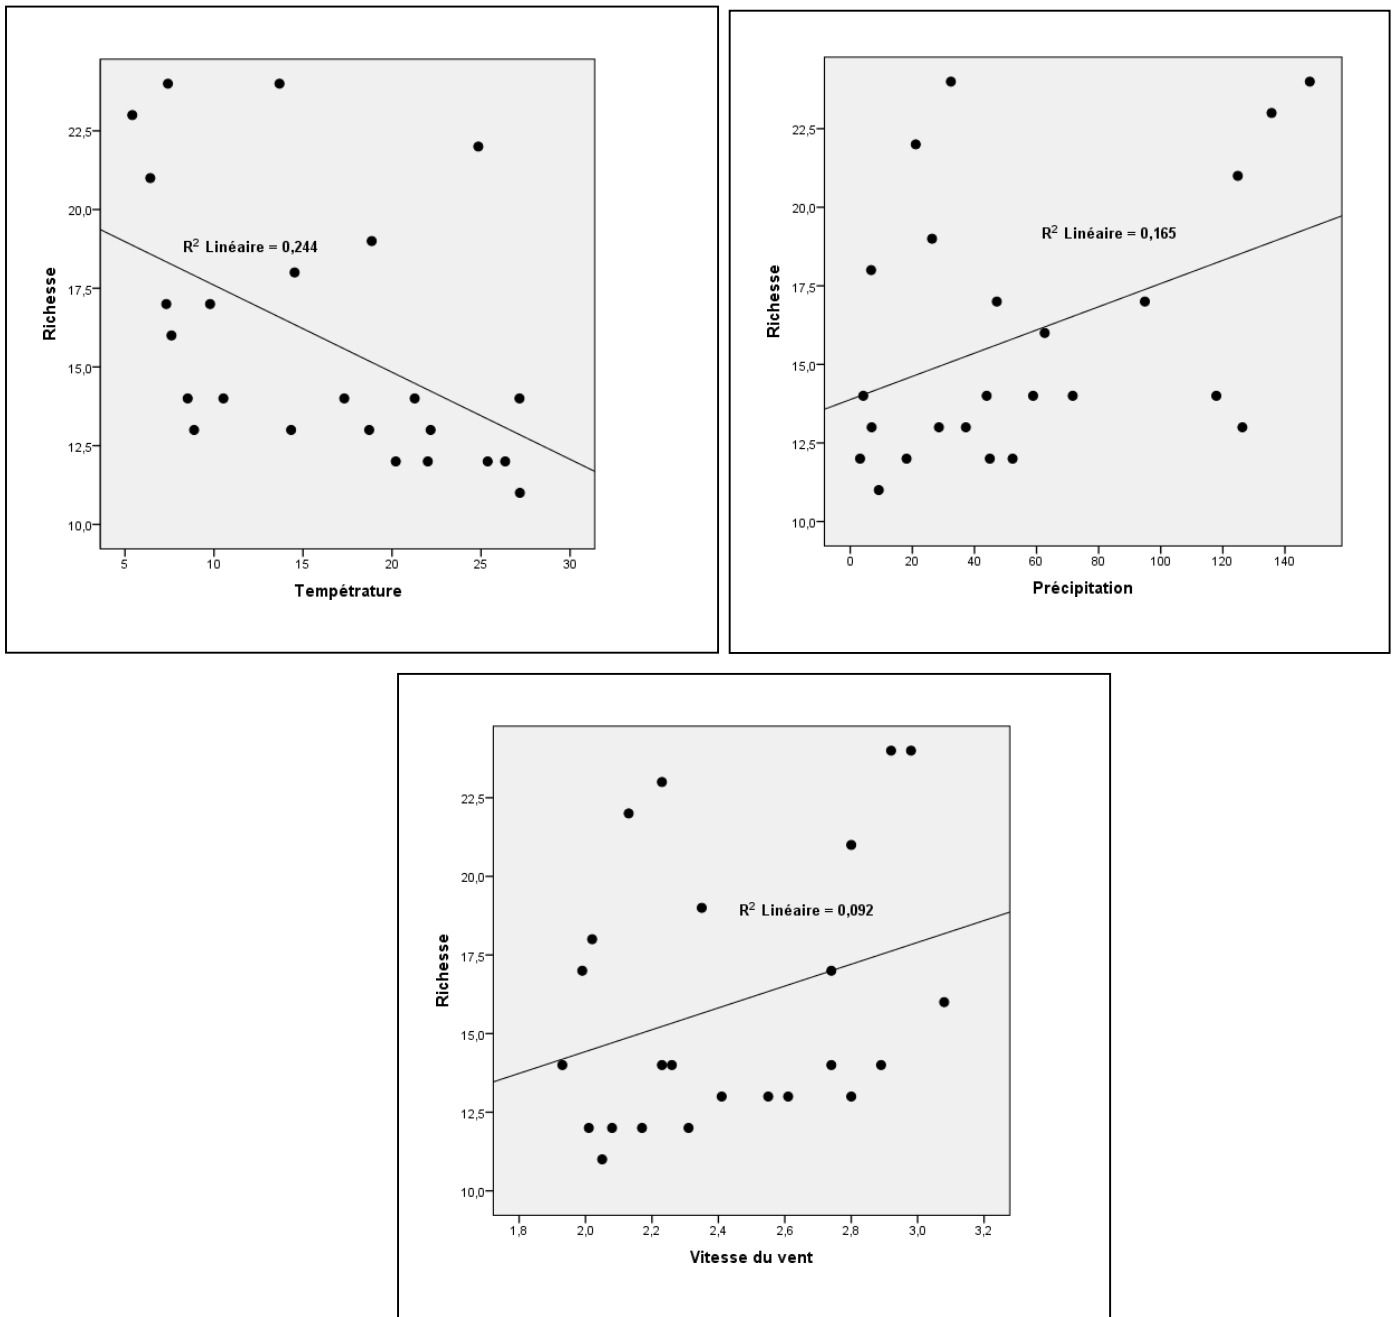 22,5
20,0
17,5
15,0
12,5
10,0
Richesse
R² Linéaire = 0,244
5 10 15 20 25 30
Tempétrature
22,5
20,0
17,5
15,0
12,5
10,0
Richesse
R² Linéaire = 0,165
0 20 40 60 80 100 120 140
Précipitation
22,5
20,0
17,5
15,0
12,5
10,0
Richesse
R² Linéaire = 0,092
1,8 2,0 2,2 2,4 2,6 2,8 3,0 3,2
Vitesse du vent